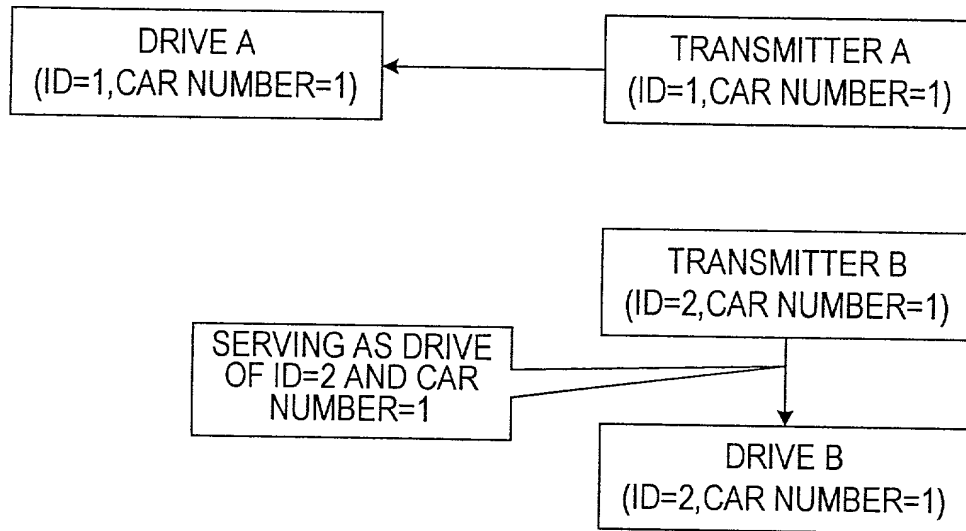 DRIVE A
(ID=1,CAR NUMBER=1)
TRANSMITTER A
(ID=1,CAR NUMBER=1)
TRANSMITTER B
(ID=2,CAR NUMBER=1)
SERVING AS DRIVE
OF ID=2 AND CAR
NUMBER=1
DRIVE B
(ID=2,CAR NUMBER=1)